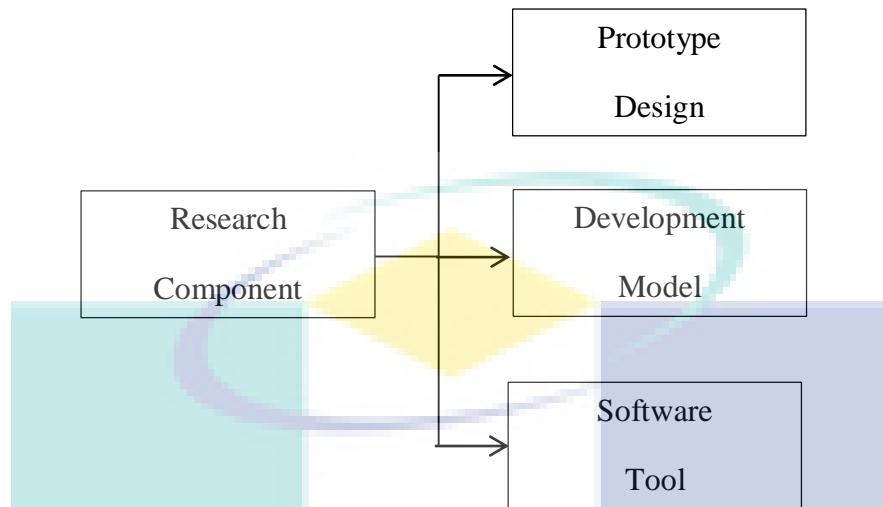 Prototype
Design
Research
Component
Development
Model
Software
Tool